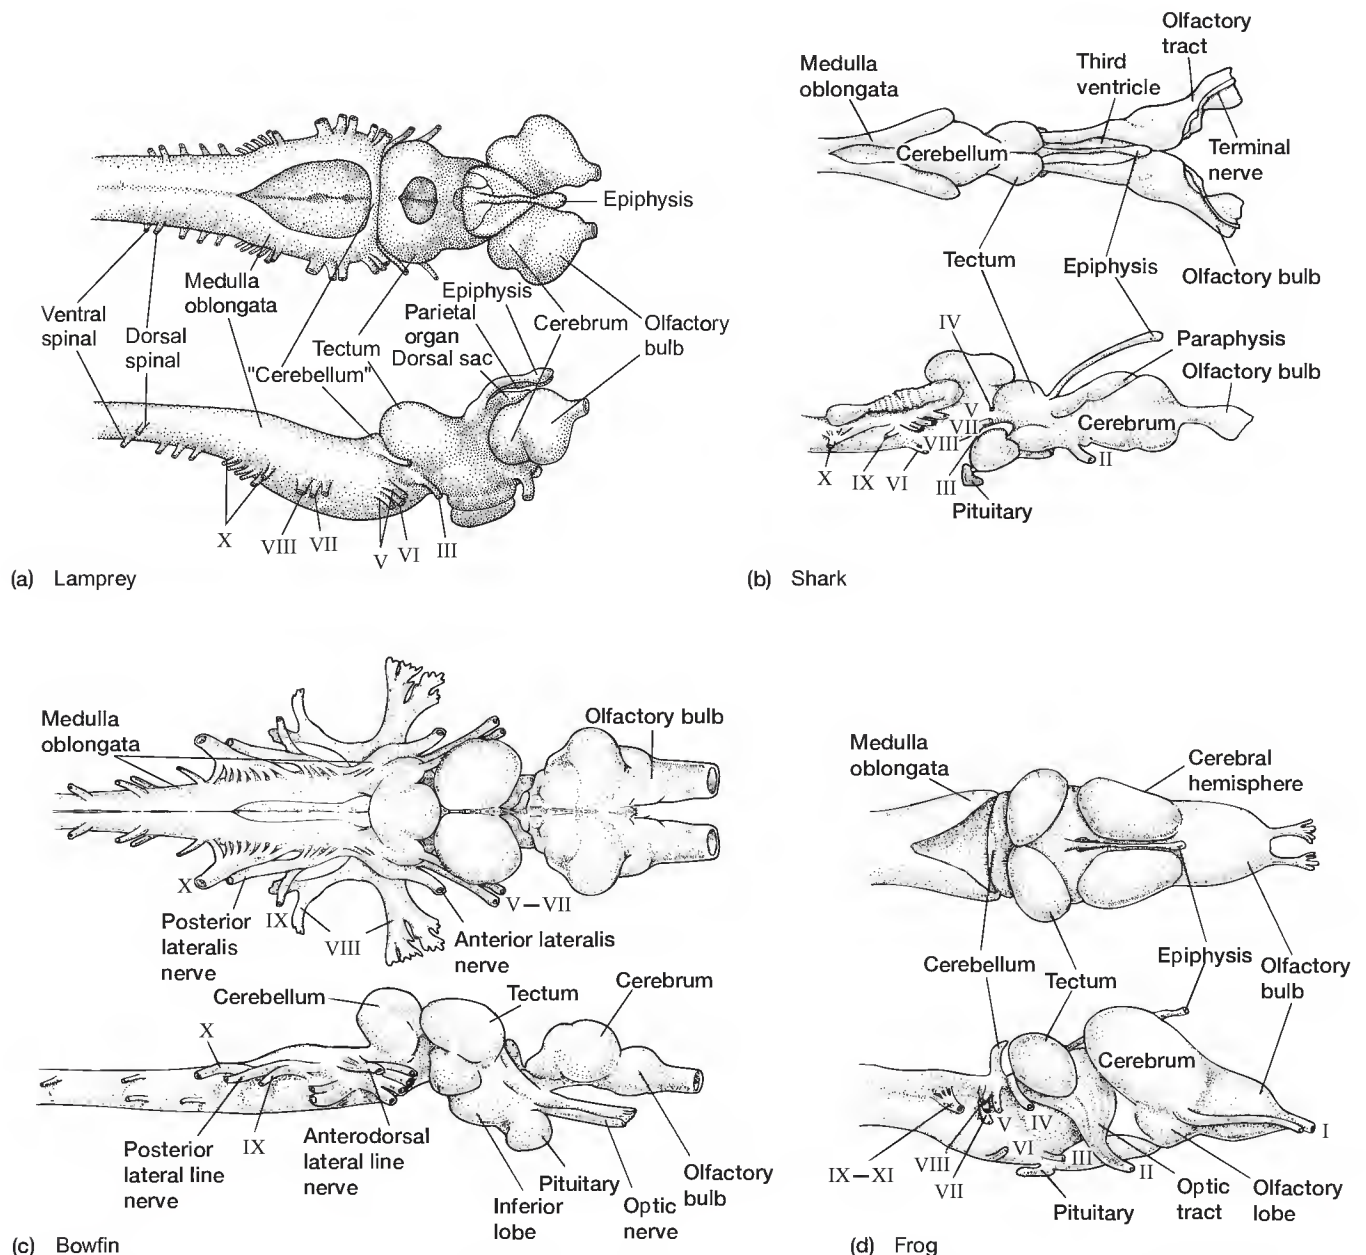 Epiphysis
Medulla
oblongata
Ventral
spinal
Dorsal
spinal
"Cerebellum"
Tectum
Epiphysis
Parietal
organ
Dorsal sac
Cerebrum
Olfactory
bulb
X
VIII
VII
V
VI
III
(a) Lamprey
Medulla
oblongata
Third
ventricle
Olfactory
tract
Cerebellum
Terminal
nerve
Tectum
Epiphysis
Olfactory bulb
IV
Paraphysis
Olfactory bulb
V
VII
VIII
Cerebrum
X
IX
VI
III
II
Pituitary
(b) Shark
Medulla
oblongata
Olfactory bulb
X
Posterior
lateralis
nerve
IX
VIII
V–VII
Anterior lateralis
nerve
Cerebellum
Tectum
Cerebrum
X
Posterior
lateral line
nerve
IX
Anterodorsal
lateral line
nerve
Inferior
lobe
Pituitary
Optic
nerve
Olfactory
bulb
(c) Bowfin
Medulla
oblongata
Cerebral
hemisphere
Cerebellum
Tectum
Epiphysis
Olfactory
bulb
Cerebrum
IX–XI
VIII
VII
V
VI
IV
III
II
I
Pituitary
Optic
tract
Olfactory
lobe
(d) Frog